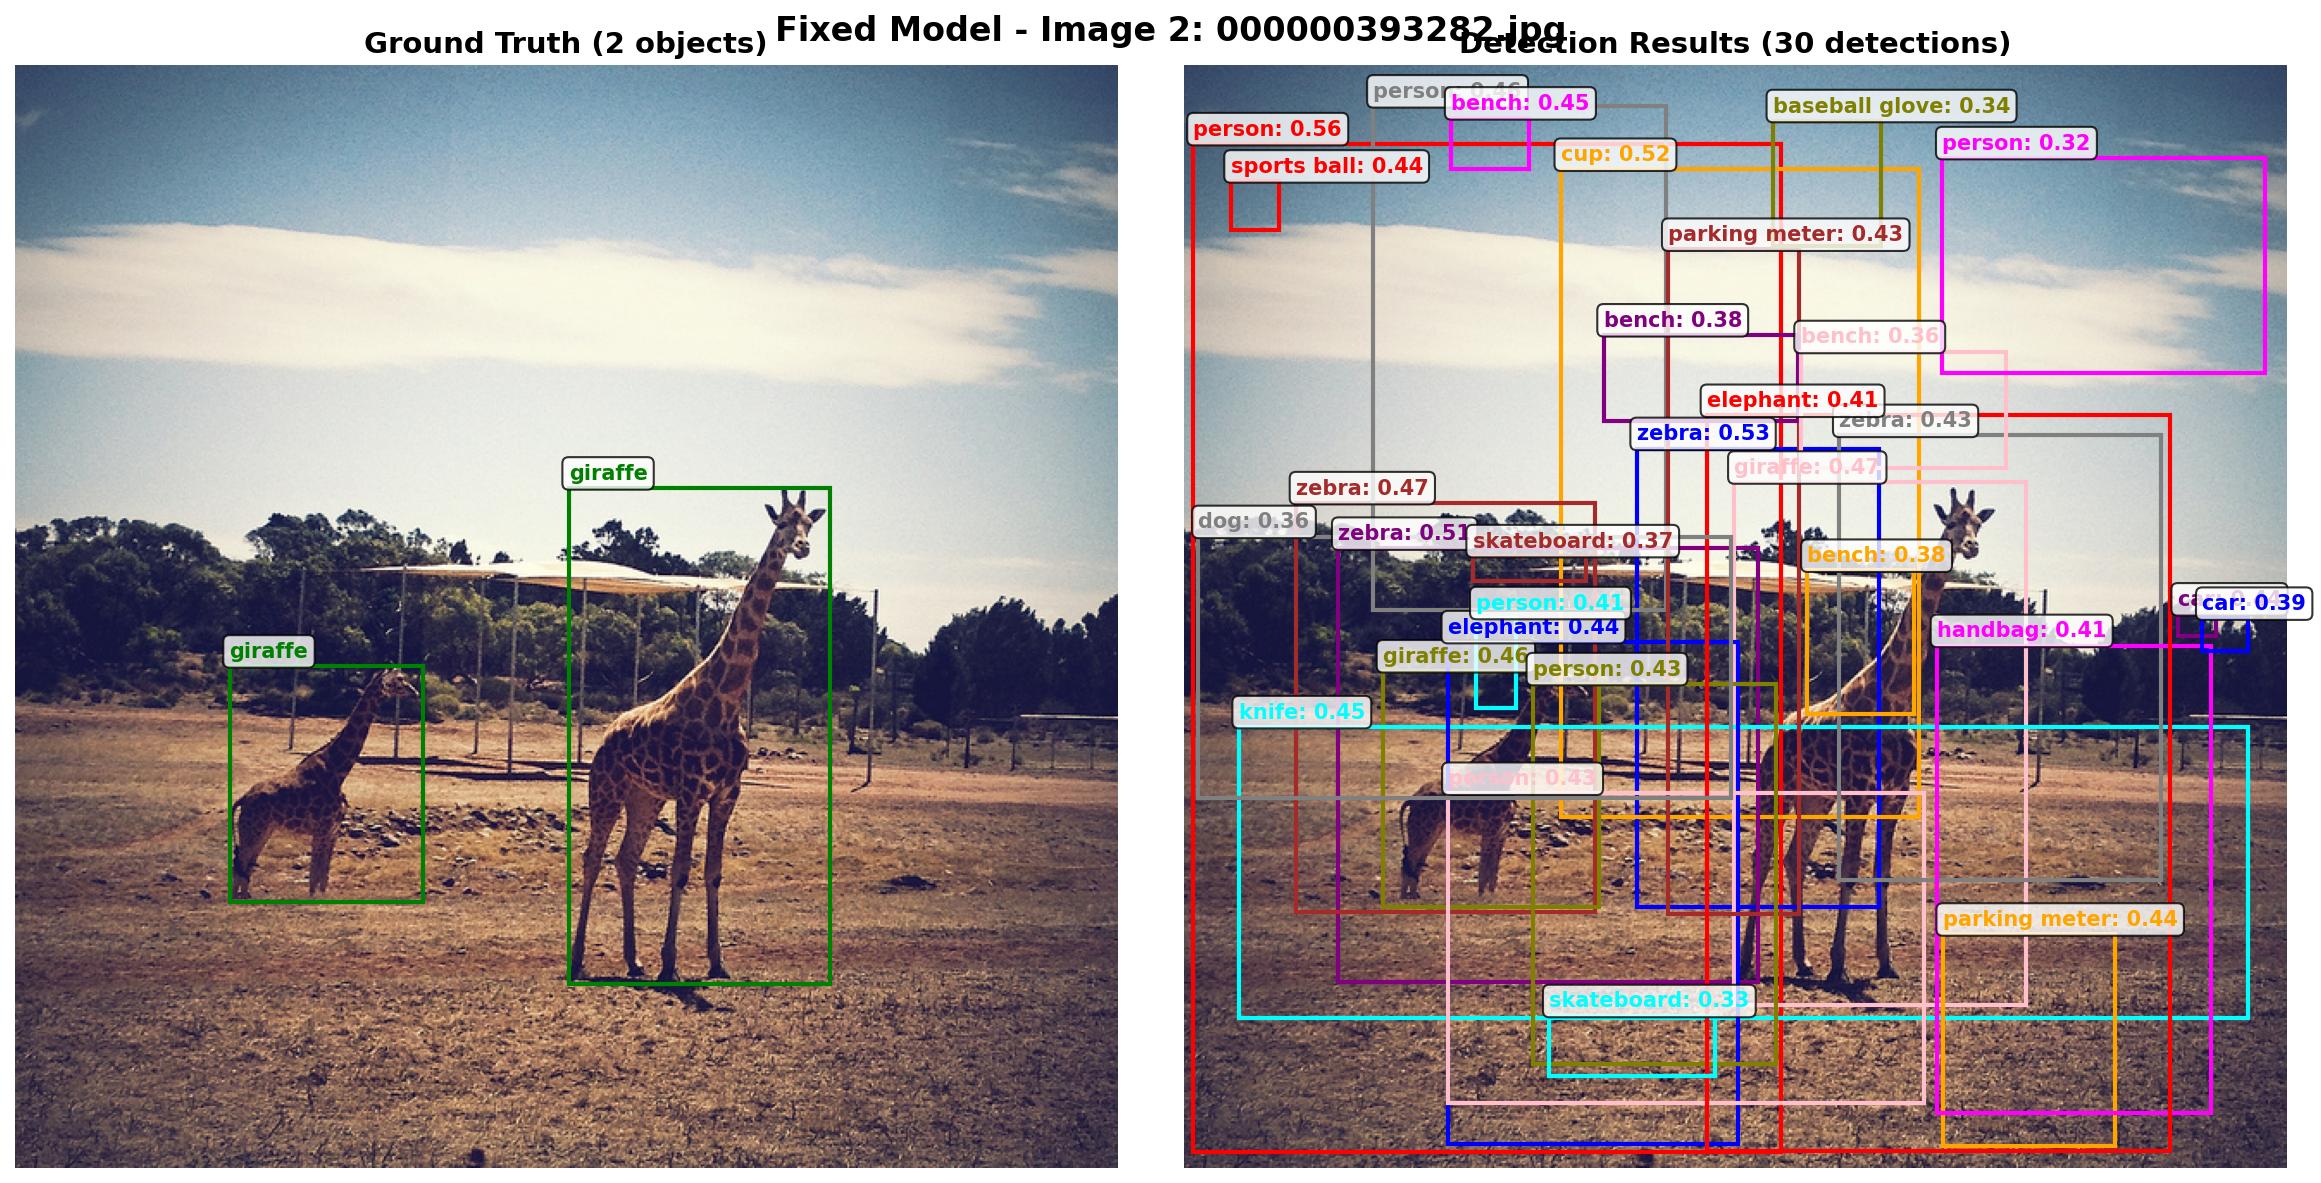 Fixed Model - Image 2: 000000393282.jpg
Ground Truth (2 objects)
Detection Results (30 detections)
giraffe
giraffe
person: 0.46
bench: 0.45
baseball glove: 0.34
person: 0.56
person: 0.32
sports ball: 0.44
cup: 0.52
parking meter: 0.43
bench: 0.38
bench: 0.36
elephant: 0.41
zebra: 0.43
zebra: 0.53
giraffe: 0.47
zebra: 0.47
dog: 0.36
zebra: 0.51
skateboard: 0.37
bench: 0.38
person: 0.41
car: 0.44
car: 0.39
elephant: 0.44
handbag: 0.41
giraffe: 0.46
person: 0.43
knife: 0.45
person: 0.43
parking meter: 0.44
skateboard: 0.33